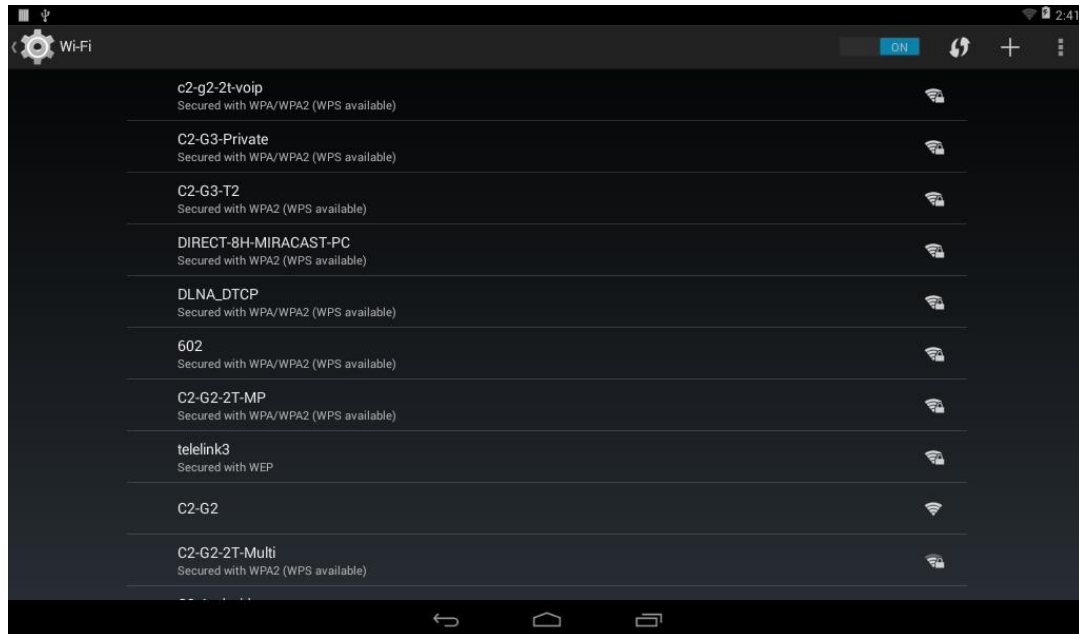 2:41
Wi-Fi
ON
c2-g2-2t-voip
Secured with WPA/WPA2 (WPS available)
C2-G3-Private
Secured with WPA/WPA2 (WPS available)
C2-G3-T2
Secured with WPA2 (WPS available)
DIRECT-8H-MIRACAST-PC
Secured with WPA2 (WPS available)
DLNA_DTCP
Secured with WPA/WPA2 (WPS available)
602
Secured with WPA/WPA2 (WPS available)
C2-G2-2T-MP
Secured with WPA/WPA2 (WPS available)
telelink3
Secured with WEP
C2-G2
C2-G2-2T-Multi
Secured with WPA2 (WPS available)